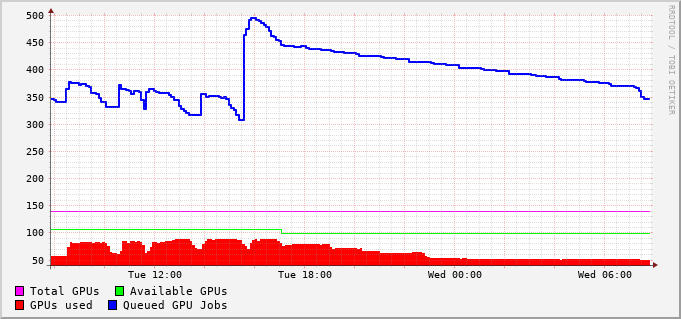 500
450
400
350
300
250
200
150
100
50
Tue 12:00 Tue 18:00 Wed 00:00 Wed 06:00
Total GPUs Available GPUs
GPUs used Queued GPU Jobs
RRDTOOL / TOBI OETIKER